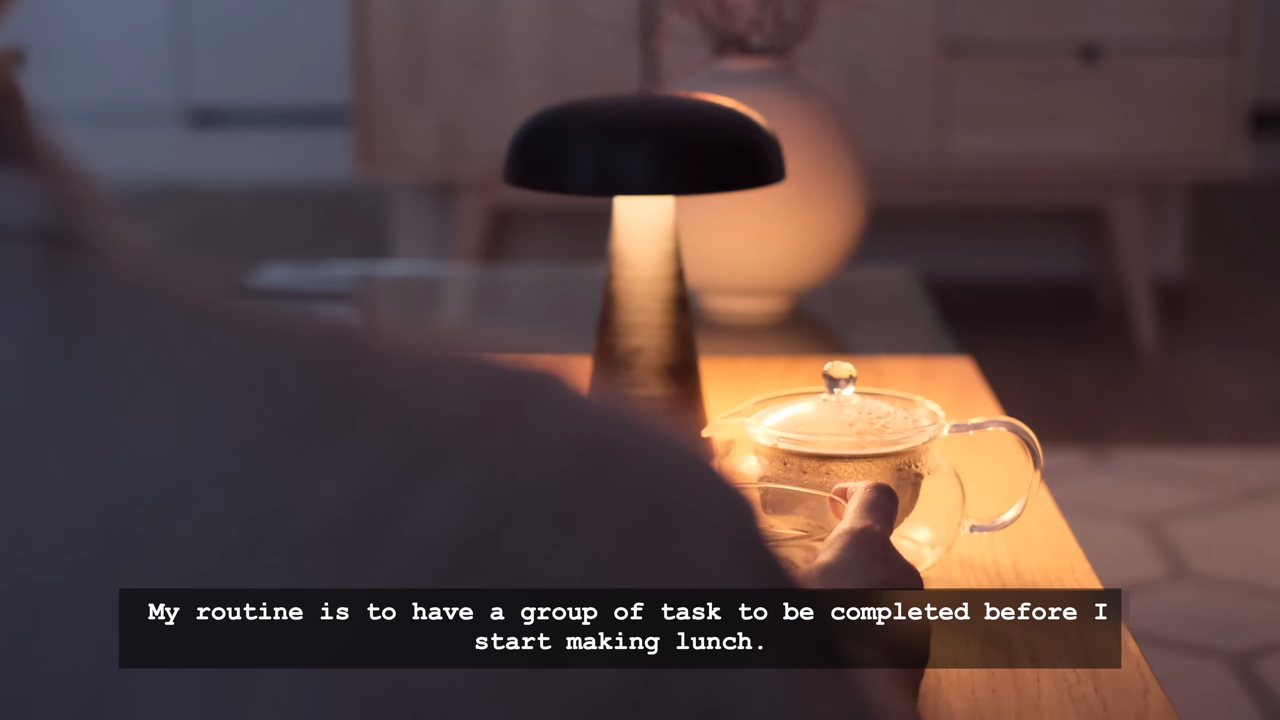 My routine is to have a group of task to be completed before I
start making lunch.